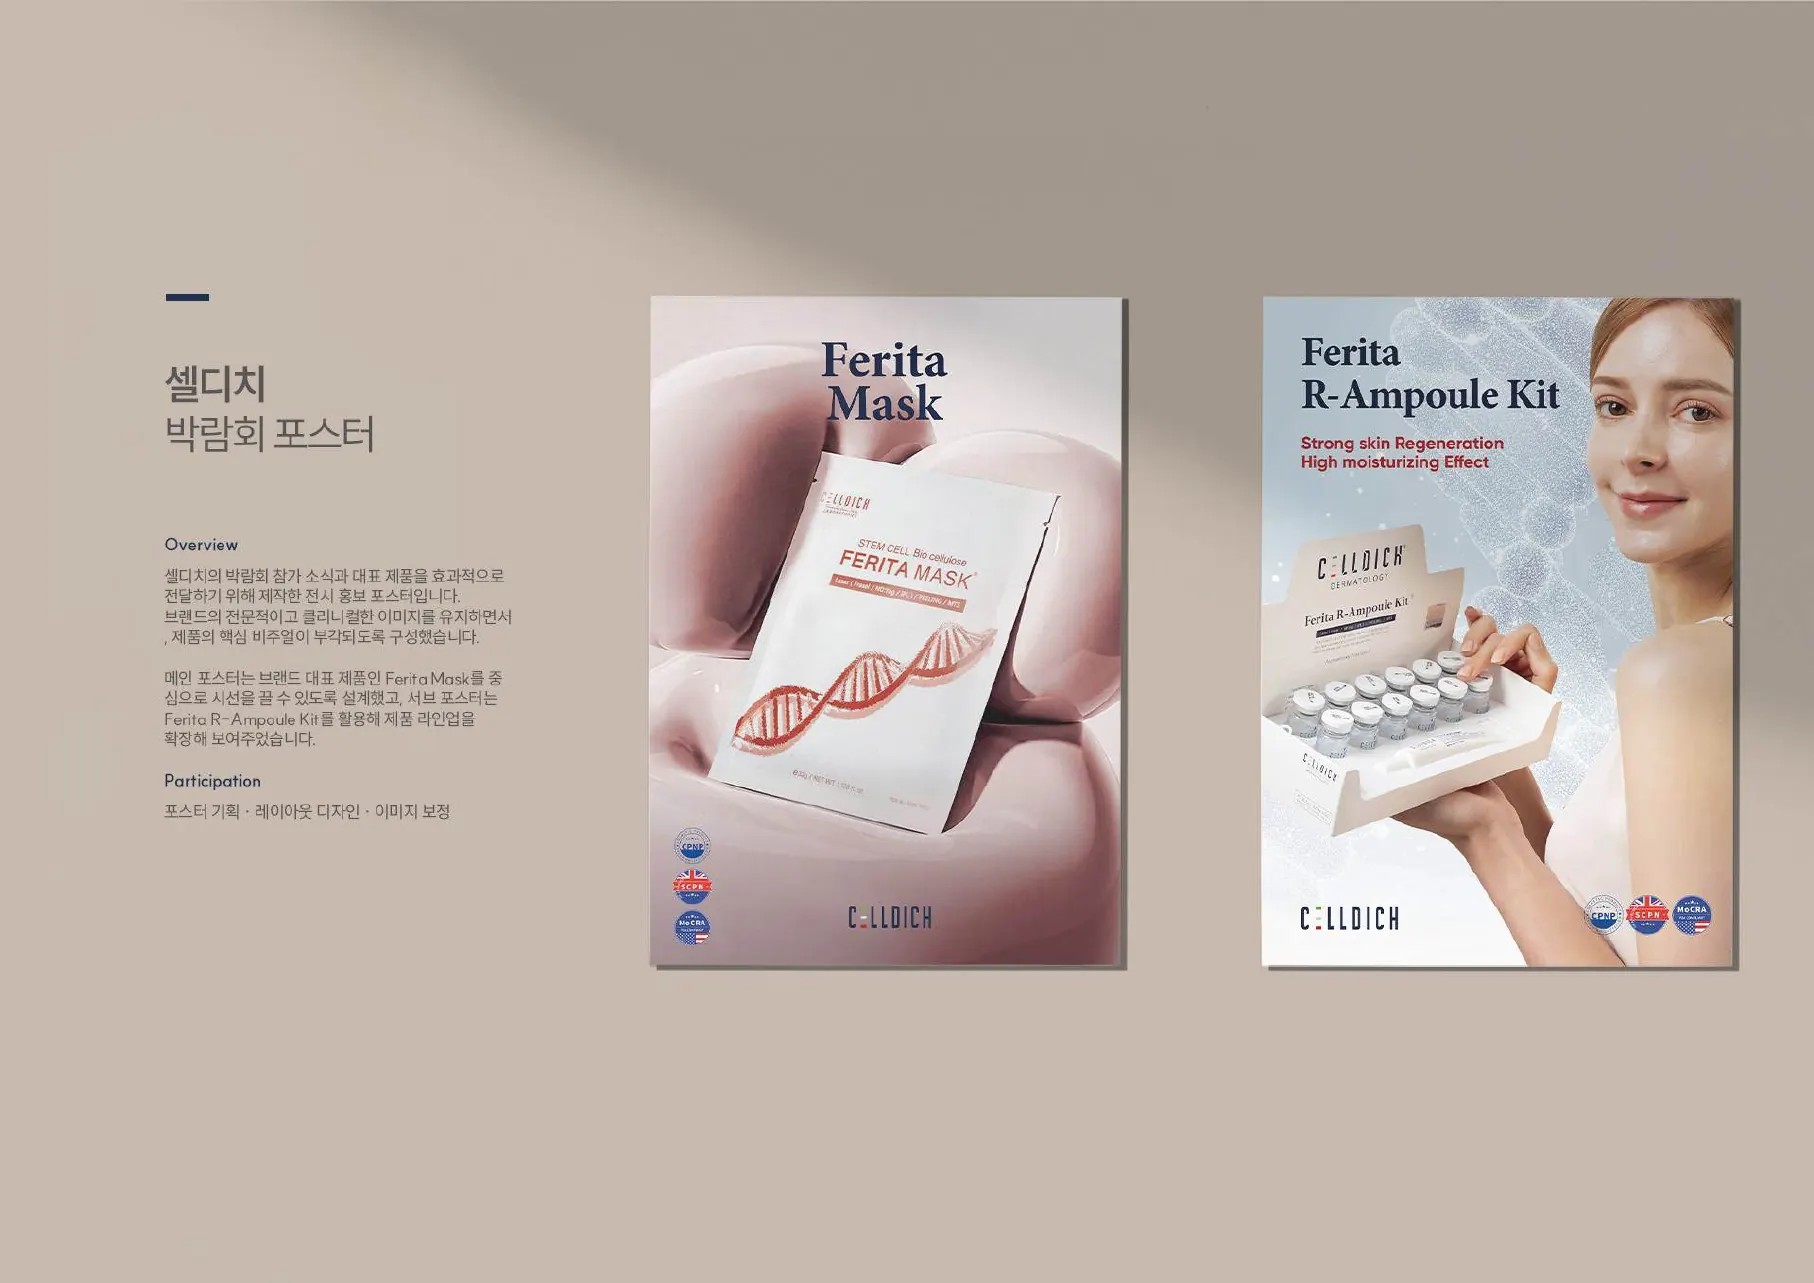 셀디치
박람회 포스터
Overview
셀디치의 박람회 참가 소식과 대표 제품을 효과적으로
전달하기 위해 제작한 전시 홍보 포스터입니다.
브랜드의 전문적이고 클리니컬한 이미지를 유지하면서
, 제품의 핵심 비주얼이 부각되도록 구성했습니다.
메인 포스터는 브랜드 대표 제품인 Ferita Mask를 중
심으로 시선을 끌 수 있도록 설계했고, 서브 포스터는
Ferita R-Ampoule Kit를 활용해 제품 라인업을
확장해 보여주었습니다.
Participation
포스터 기획 · 레이아웃 디자인 · 이미지 보정
Ferita
Mask
CELLDICH
STEM CELL Bio cellulose
FERITA MASK
CPNP
SCPN
MoCRA
CELLDICH
Ferita
R-Ampoule Kit
Strong skin Regeneration
High moisturizing Effect
CELLDICH
DERMATOLOGY
Ferita R-Ampoule Kit
CELLDICH
CELLDICH
CPNP
SCPN
MoCRA